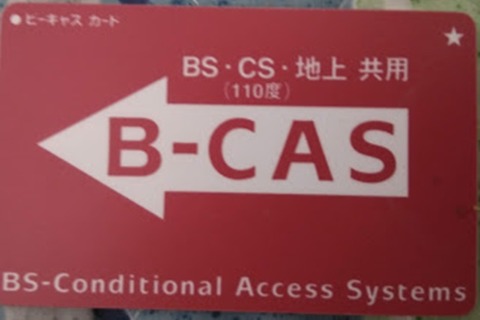 ●ビーキャス カード
★
BS・CS・地上 共用
(110度)
B-CAS
BS-Conditional Access Systems